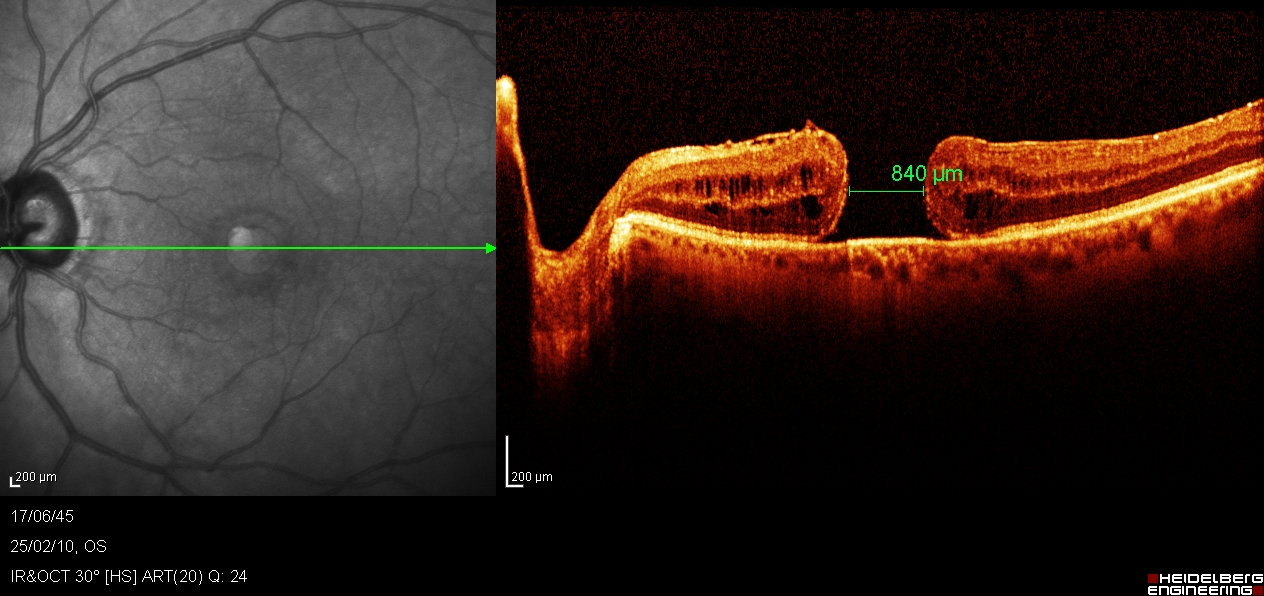 840 µm
200 µm
200 µm
17/06/45
25/02/10, OS
IR&OCT 30° [HS] ART(20) Q: 24
HEIDELBERG
ENGINEERING